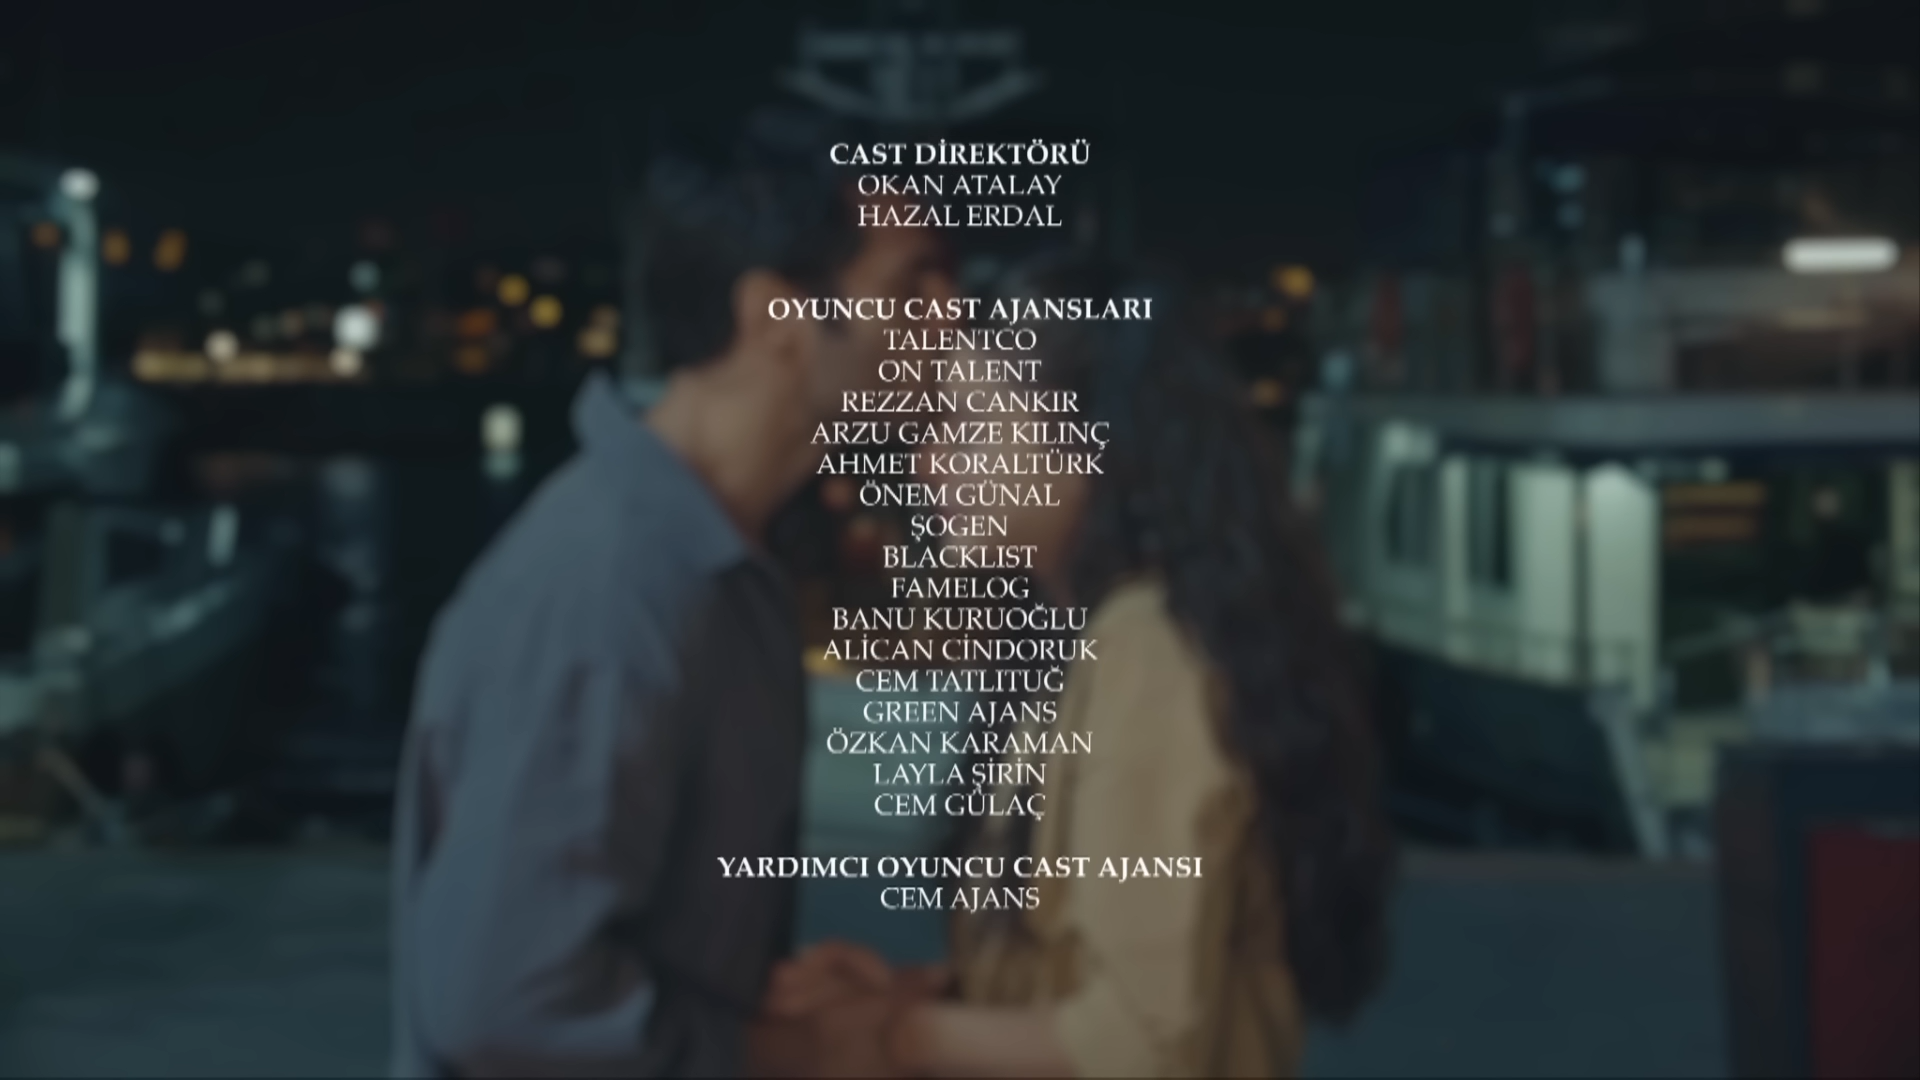 CAST DİREKTÖRÜ
OKAN ATALAY
HAZAL ERDAL
OYUNCU CAST AJANSLARI
TALENTCO
ON TALENT
REZZAN CANKIR
ARZU GAMZE KILINÇ
AHMET KORALTÜRK
ÖNEM GÜNAL
ŞOGEN
BLACKLIST
FAMELOG
BANU KURUOĞLU
ALİCAN CİNDORUK
CEM TATLITUĞ
GREEN AJANS
ÖZKAN KARAMAN
LAYLA ŞİRİN
CEM GÜLAÇ
YARDIMCI OYUNCU CAST AJANSI
CEM AJANS